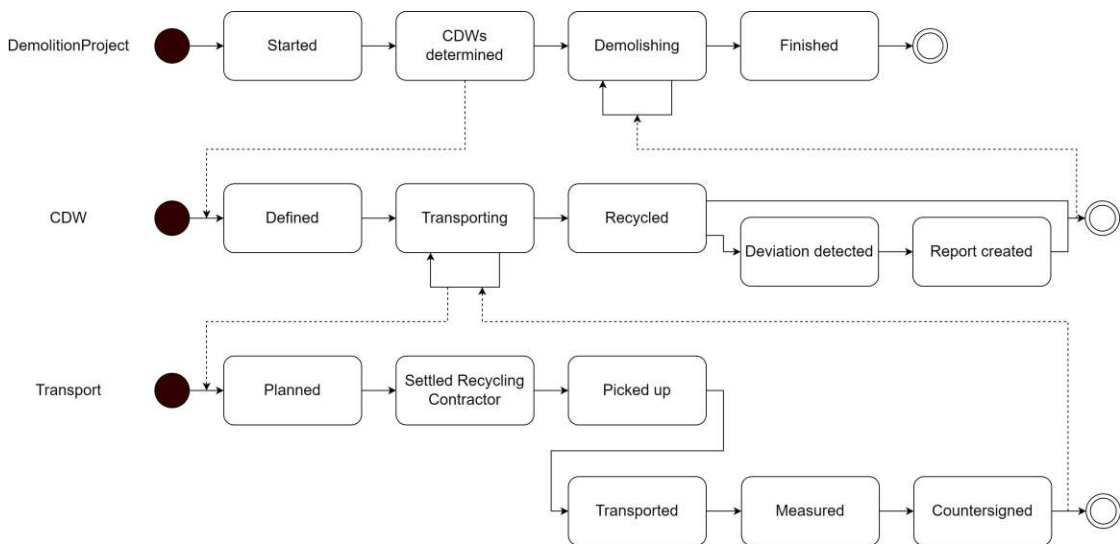 DemolitionProject
Started
CDWs
determined
Demolishing
Finished
CDW
Defined
Transporting
Recycled
Deviation detected
Report created
Transport
Planned
Settled Recycling
Contractor
Picked up
Transported
Measured
Countersigned